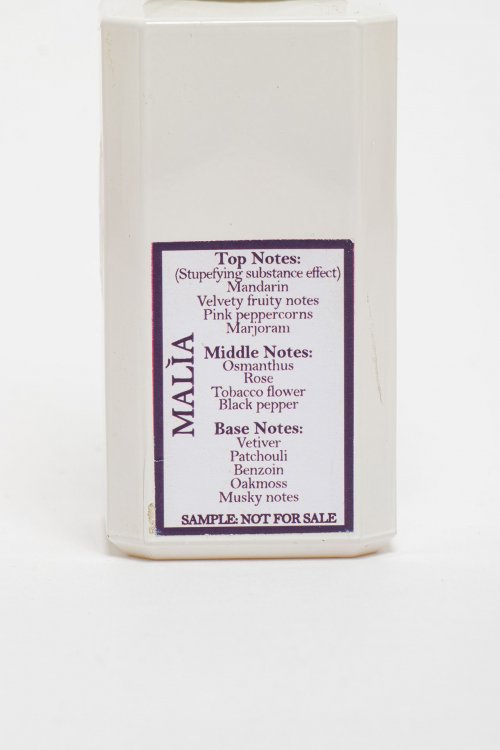 Top Notes:
(Stupefying substance effect)
Mandarin
Velvety fruity notes
Pink peppercorns
Marjoram
Middle Notes:
Osmanthus
Rose
Tobacco flower
Black pepper
Base Notes:
Vetiver
Patchouli
Benzoin
Oakmoss
Musky notes
SAMPLE: NOT FOR SALE
MALǏA